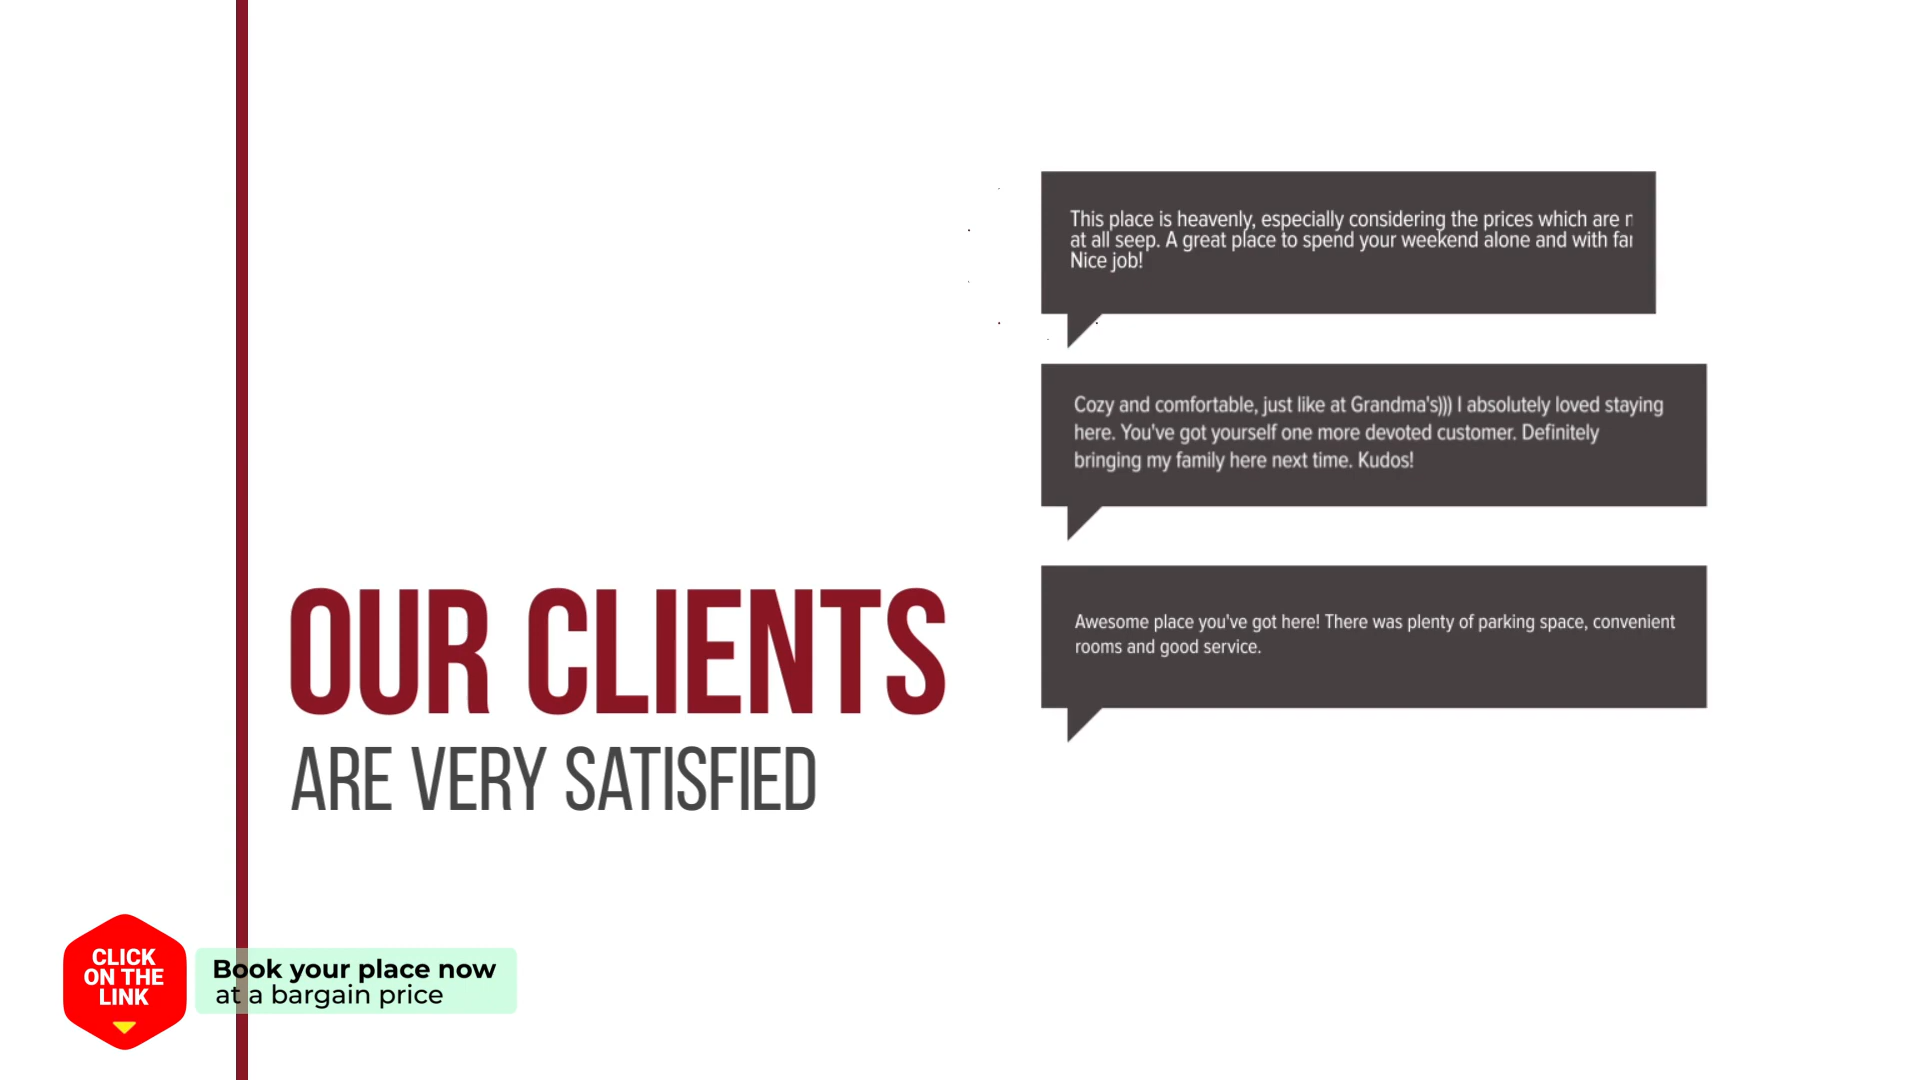 This place is heavenly, especially considering the prices which are
at all seep. A great place to spend your weekend alone and with
Nice job!
Cozy and comfortable, just like at Grandma's))) I absolutely loved staying
here. You've got yourself one more devoted customer. Definitely
bringing my family here next time. Kudos!
Awesome place you've got here! There was plenty of parking space, convenient
rooms and good service.
OUR CLIENTS
ARE VERY SATISFIED
CLICK
ON THE
LINK
Book your place now
at a bargain price